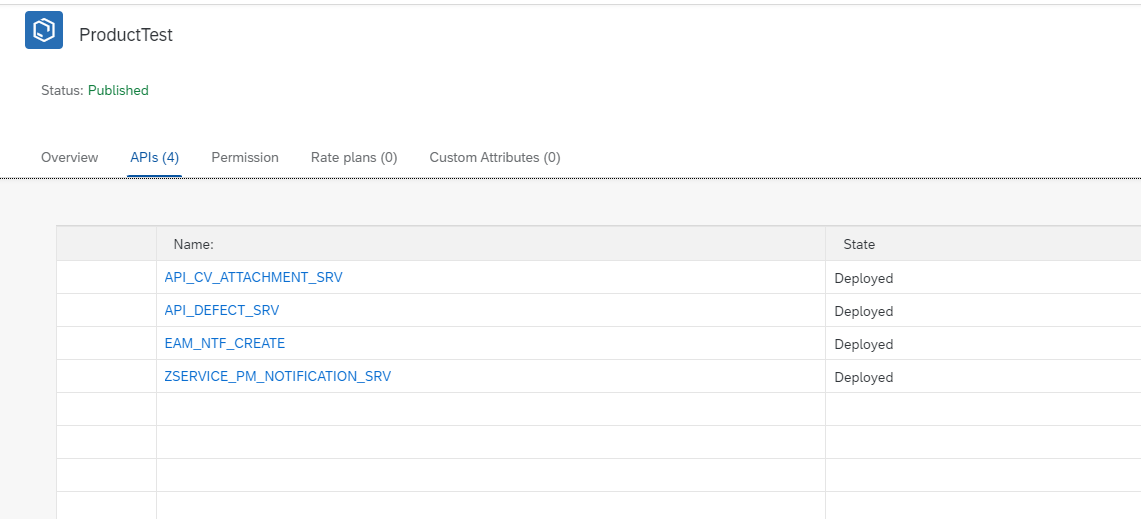 ProductTest
Status: Published
Overview APIs (4) Permission Rate plans (0) Custom Attributes (0)
Name: State
API_CV_ATTACHMENT_SRV Deployed
API_DEFECT_SRV Deployed
EAM_NTF_CREATE Deployed
ZSERVICE_PM_NOTIFICATION_SRV Deployed